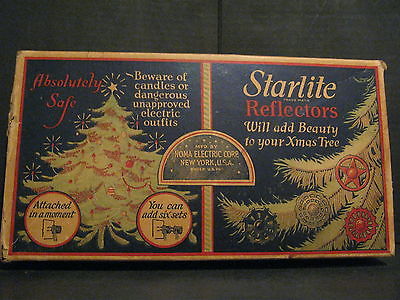 Absolutely
Safe
Beware of
candles or
dangerous
unapproved
electric
outfits
Attached
in a moment
You can
add six sets
MFD BY
NOMA ELECTRIC CORP.
NEW YORK, U.S.A.
Starlite
TRADE MARK
Reflectors
Will add Beauty
to your Xmas Tree